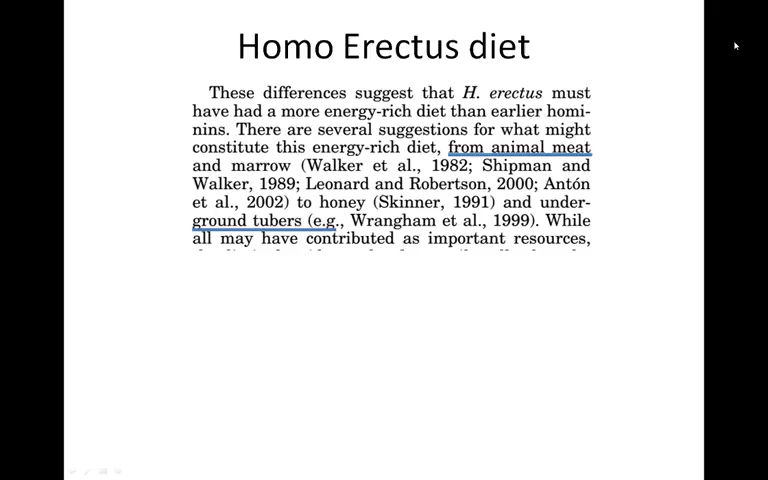 Homo Erectus diet
These differences suggest that H. erectus must
have had a more energy-rich diet than earlier homi-
nins. There are several suggestions for what might
constitute this energy-rich diet, from animal meat
and marrow (Walker et al., 1982; Shipman and
Walker, 1989; Leonard and Robertson, 2000; Antón
et al., 2002) to honey (Skinner, 1991) and under-
ground tubers (e.g., Wrangham et al., 1999). While
all may have contributed as important resources,